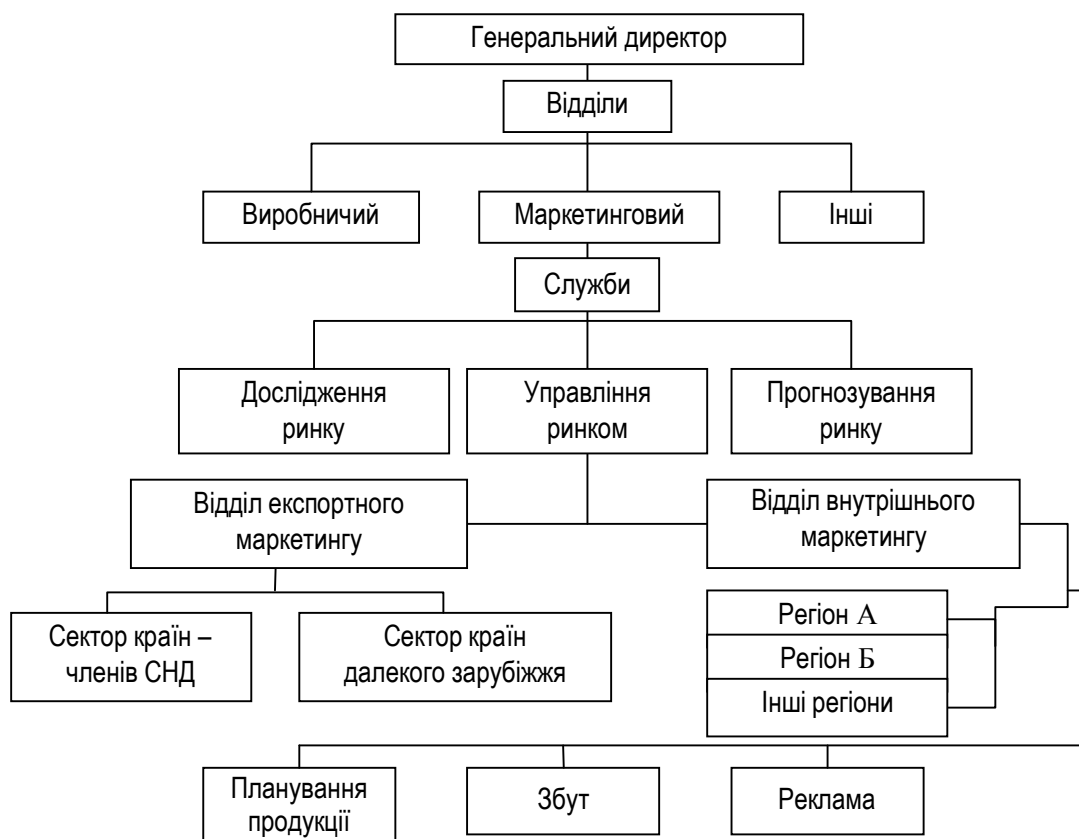 Генеральний директор
Відділи
Виробничий
Маркетинговий
Інші
Служби
Дослідження
ринку
Управління
ринком
Прогнозування
ринку
Відділ експортного
маркетингу
Відділ внутрішнього
маркетингу
Сектор країн –
членів СНД
Сектор країн
далекого зарубіжжя
Регіон А
Регіон Б
Інші регіони
Планування
продукції
Збут
Реклама